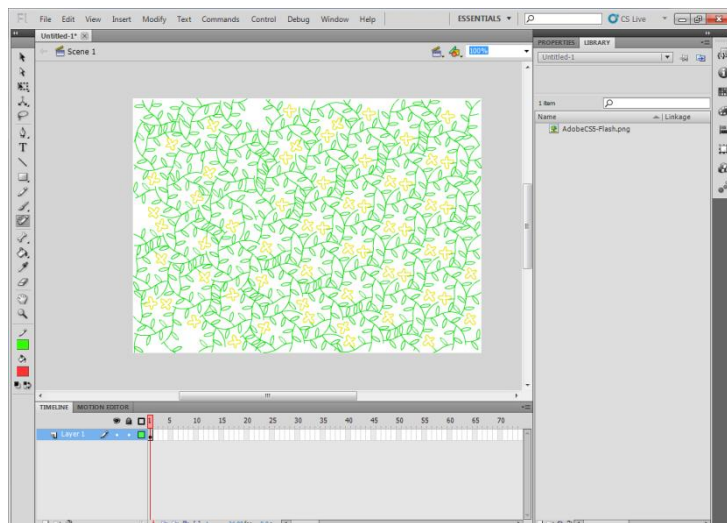 Fl File Edit View Insert Modify Text Commands Control Debug Window Help ESSENTIALS CS Live
Untitled-1*
Scene 1 100%
PROPERTIES LIBRARY
Untitled-1
1 item
Name Linkage
AdobeCS5-Flash.png
T
TIMELINE MOTION EDITOR
1 5 10 15 20 25 30 35 40 45 50 55 60 65 70
Layer 1